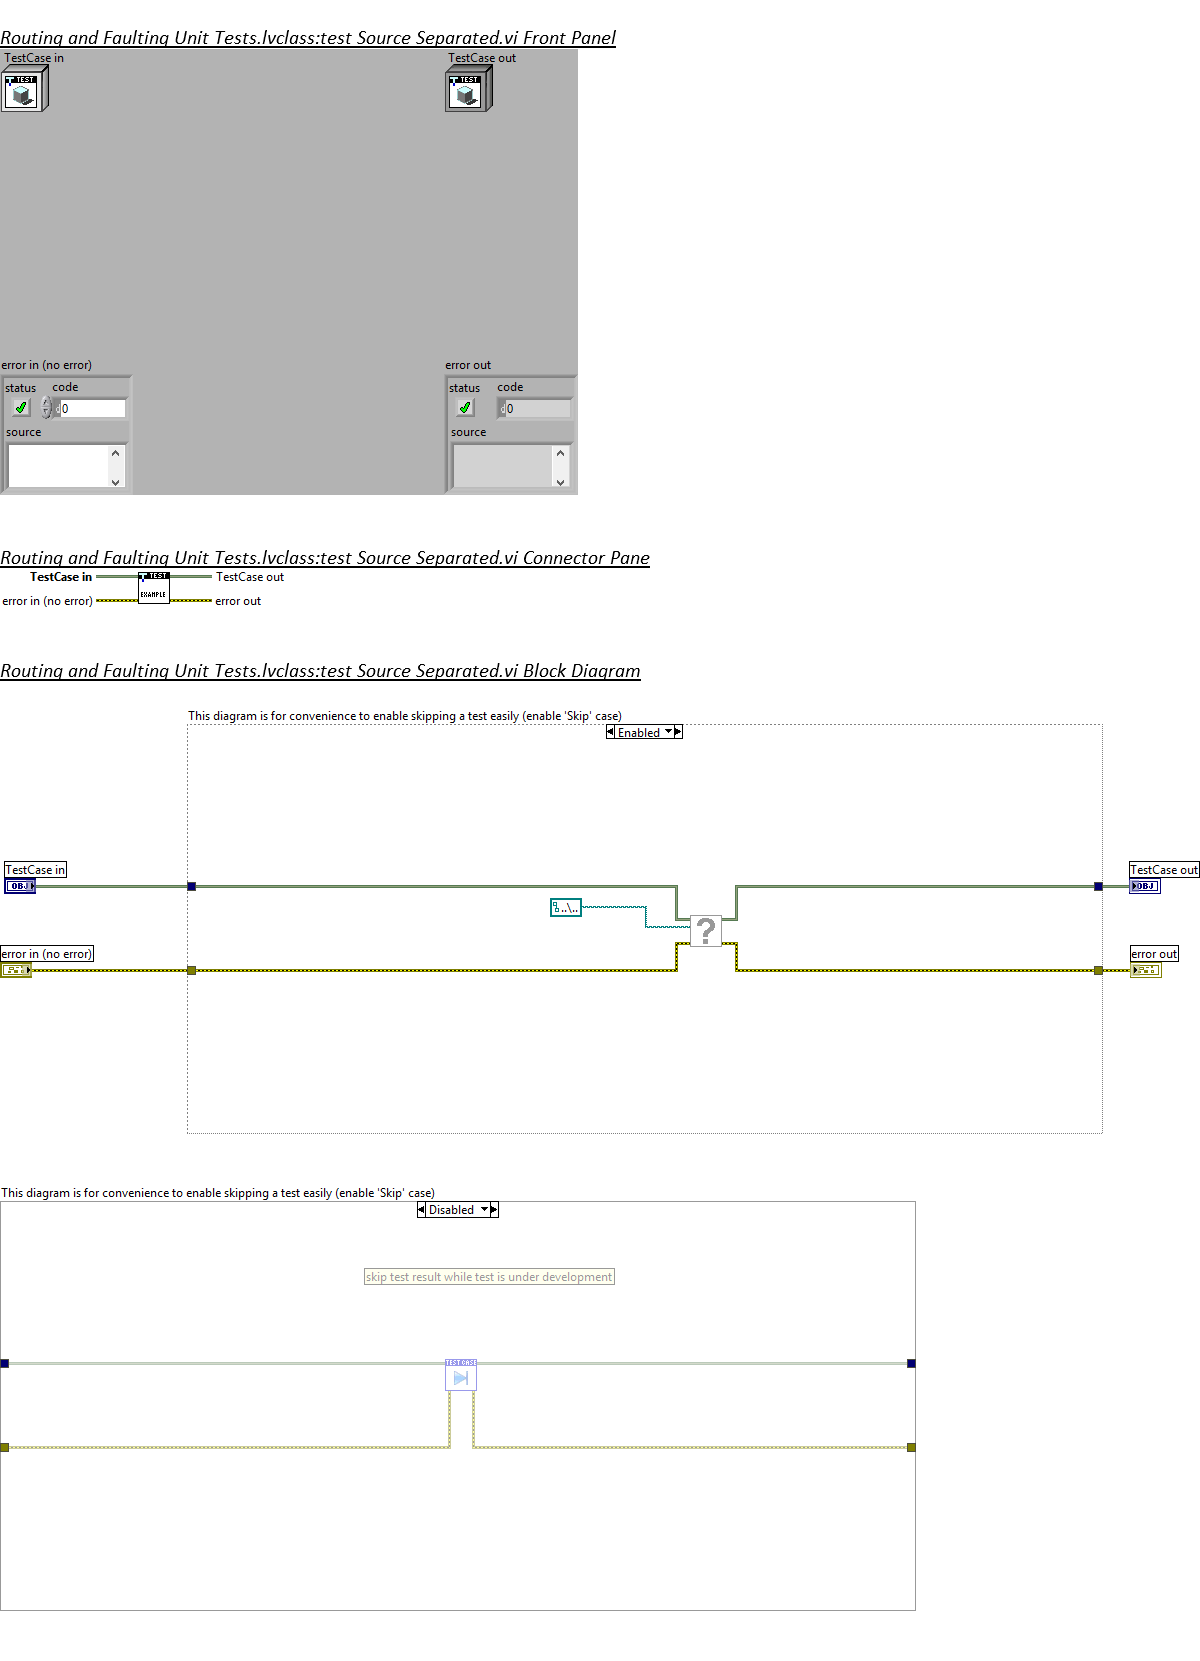 Routing and Faulting Unit Tests.lvclass:test Source Separated.vi Front Panel
TestCase in
TestCase out
TEST
TEST
error in (no error)
error out
status code
status code
0
0
source
source
Routing and Faulting Unit Tests.lvclass:test Source Separated.vi Connector Pane
TestCase in
TEST
TestCase out
error in (no error)
EXAMPLE
error out
Routing and Faulting Unit Tests.lvclass:test Source Separated.vi Block Diagram
This diagram is for convenience to enable skipping a test easily (enable 'Skip' case)
Enabled
TestCase in
TestCase out
OBJ
OBJ
..\..
?
error in (no error)
error out
This diagram is for convenience to enable skipping a test easily (enable 'Skip' case)
Disabled
skip test result while test is under development
TEST CASE